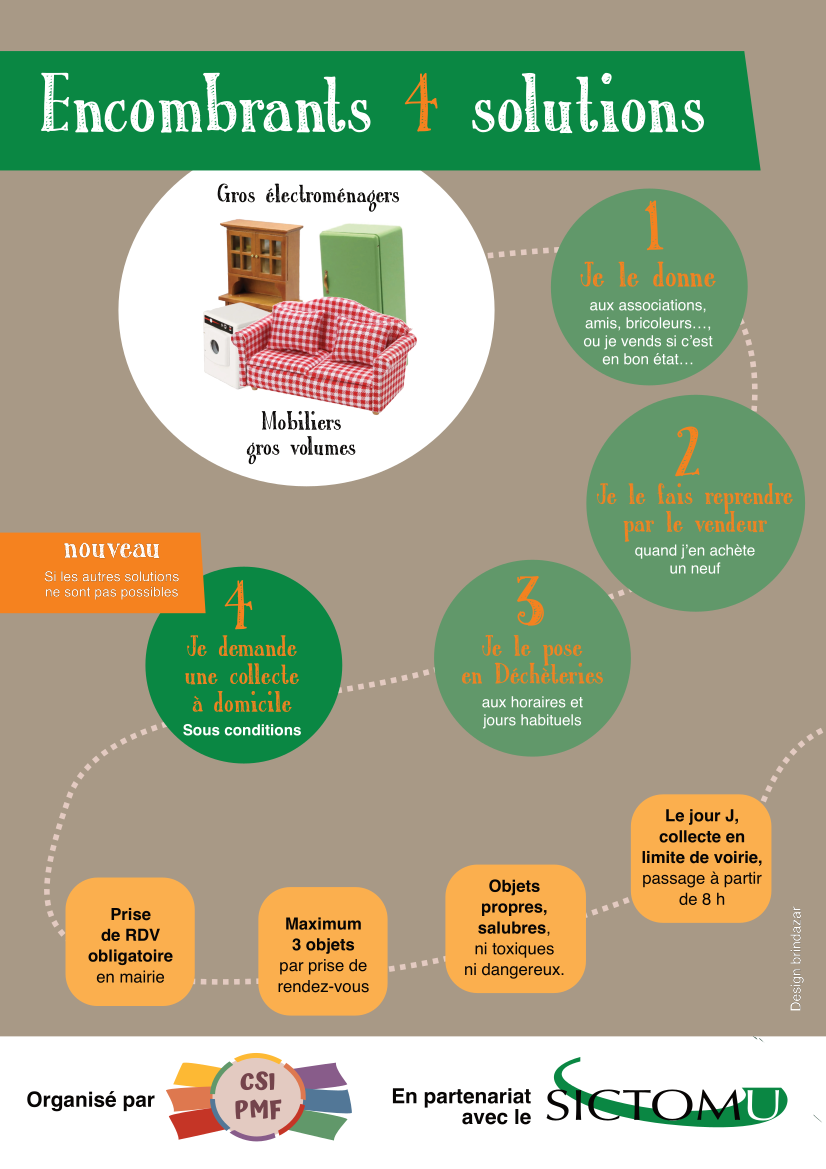 Encombrants 4 solutions
Gros électroménagers
Mobiliers
gros volumes
1
Je le donne
aux associations,
amis, bricoleurs...,
ou je vends si c'est
en bon état...
2
Je le fais reprendre
par le vendeur
quand j'en achète
un neuf
3
Je le pose
en Déchèteries
aux horaires et
jours habituels
nouveau
Si les autres solutions
ne sont pas possibles
4
Je demande
une collecte
à domicile
Sous conditions
Prise
de RDV
obligatoire
en mairie
Maximum
3 objets
par prise de
rendez-vous
Objets
propres,
salubres,
ni toxiques
ni dangereux.
Le jour J,
collecte en
limite de voirie,
passage à partir
de 8 h
Design brindazar
Organisé par
CSI
PMF
En partenariat
avec le
SICTOMU